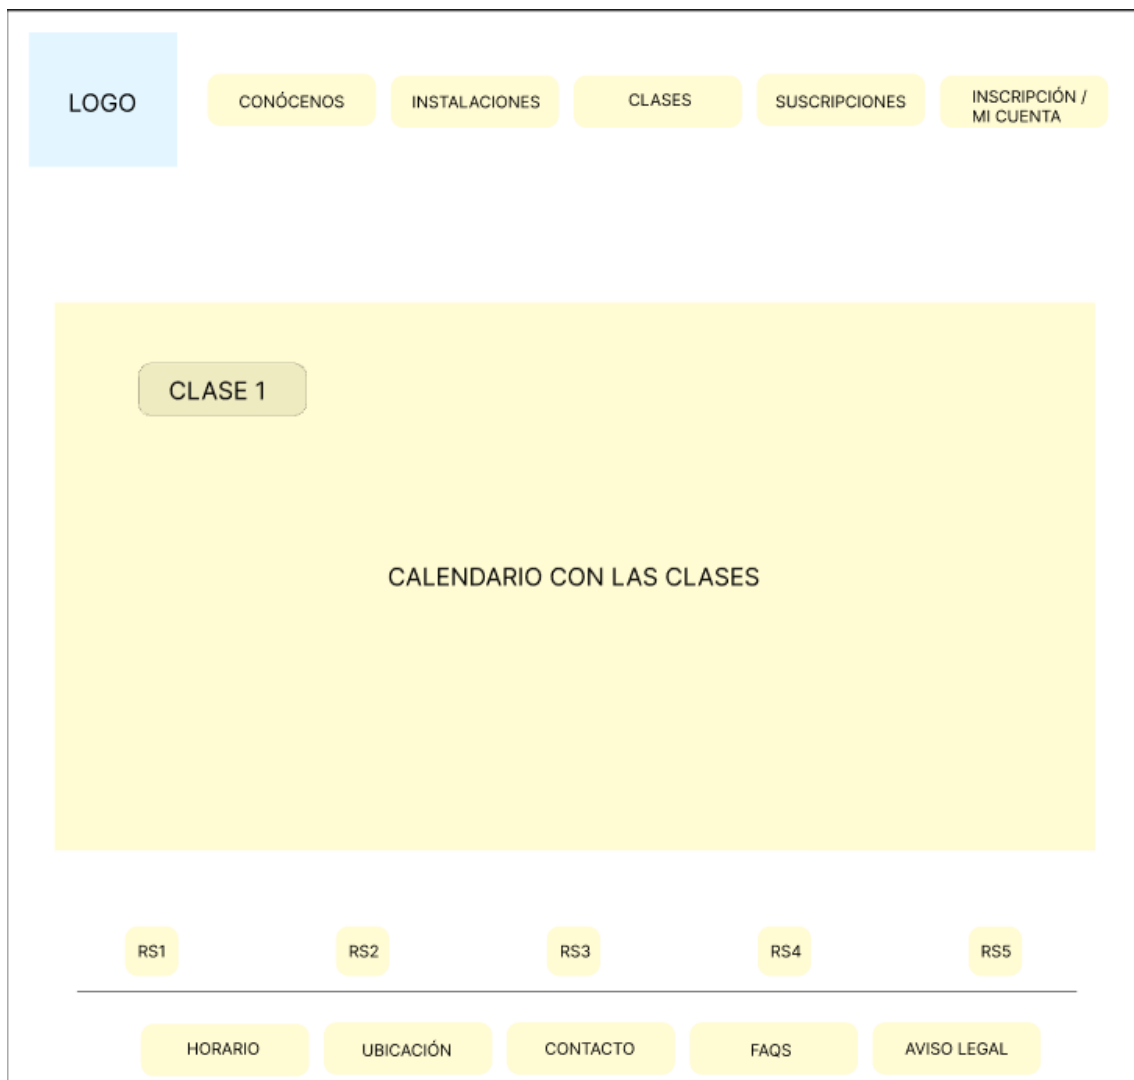 LOGO
CONÓCENOS
INSTALACIONES
CLASES
SUSCRIPCIONES
INSCRIPCIÓN /
MI CUENTA
CLASE 1
CALENDARIO CON LAS CLASES
RS1
RS2
RS3
RS4
RS5
HORARIO
UBICACIÓN
CONTACTO
FAQS
AVISO LEGAL